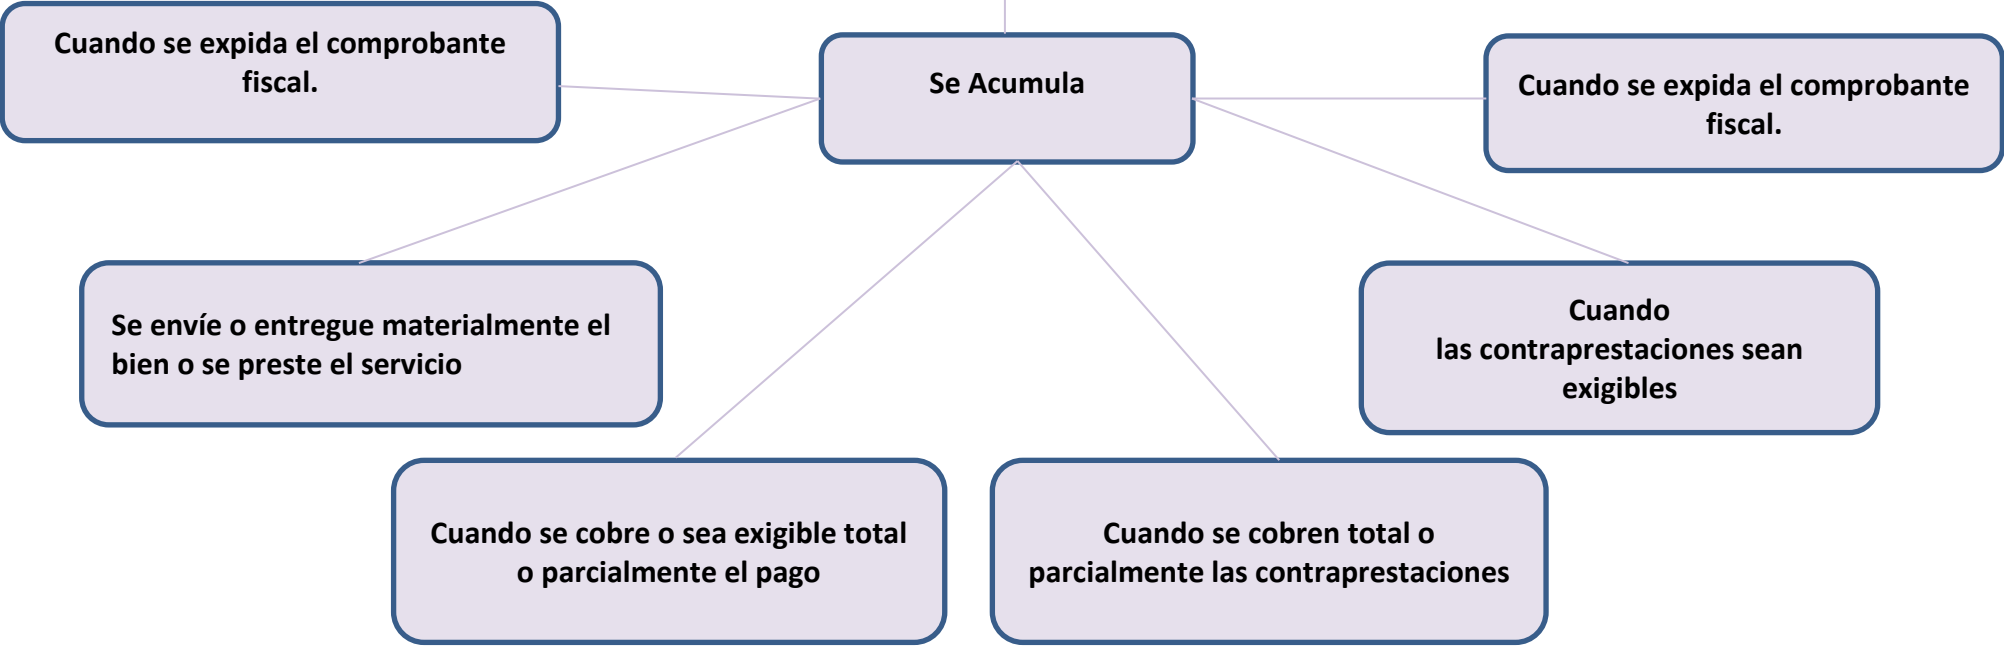 Cuando se expida el comprobante
fiscal.
Se Acumula
Cuando se expida el comprobante
fiscal.
Se envíe o entregue materialmente el
bien o se preste el servicio
Cuando
las contraprestaciones sean
exigibles
Cuando se cobre o sea exigible total
o parcialmente el pago
Cuando se cobren total o
parcialmente las contraprestaciones